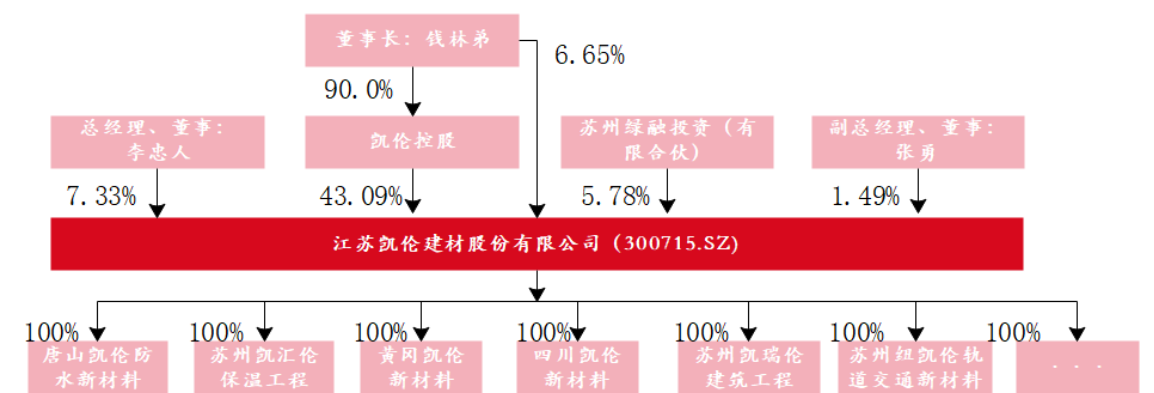 董事长：钱林弟
6.65%
90.0%
总经理、董事：
李忠人
凯伦控股
苏州绿融投资（有
限合伙）
副总经理、董事：
张勇
7.33%
43.09%
5.78%
1.49%
江苏凯伦建材股份有限公司（300715.SZ)
100%
100%
100%
100%
100%
100%
100%
唐山凯伦防
水新材料
苏州凯汇伦
保温工程
黄冈凯伦
新材料
四川凯伦
新材料
苏州凯瑞伦
建筑工程
苏州纽凯伦轨
道交通新材料
...